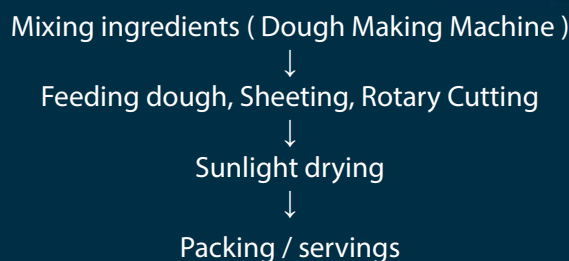 Mixing ingredients ( Dough Making Machine )
↓
Feeding dough, Sheeting, Rotary Cutting
↓
Sunlight drying
↓
Packing / servings